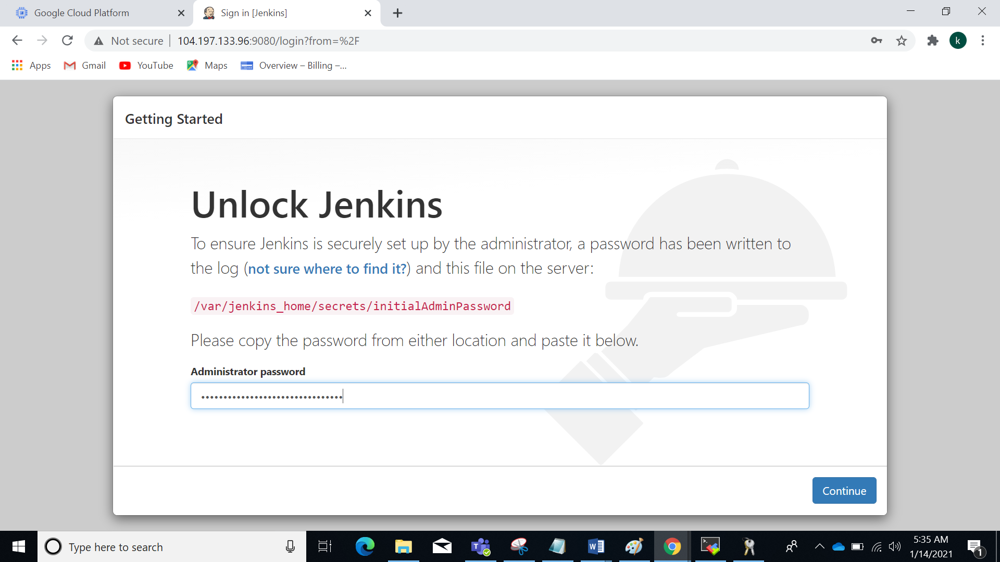 Google Cloud Platform
Sign in [Jenkins]
Not secure
104.197.133.96:9080/login?from=%2F
k
Apps
Gmail
YouTube
Maps
Overview – Billing –...
Getting Started
Unlock Jenkins
To ensure Jenkins is securely set up by the administrator, a password has been written to
the log (not sure where to find it?) and this file on the server:
/var/jenkins_home/secrets/initialAdminPassword
Please copy the password from either location and paste it below.
Administrator password
••••••••••••••••••••••••••••••••
Continue
Type here to search
5:35 AM
1/14/2021
1